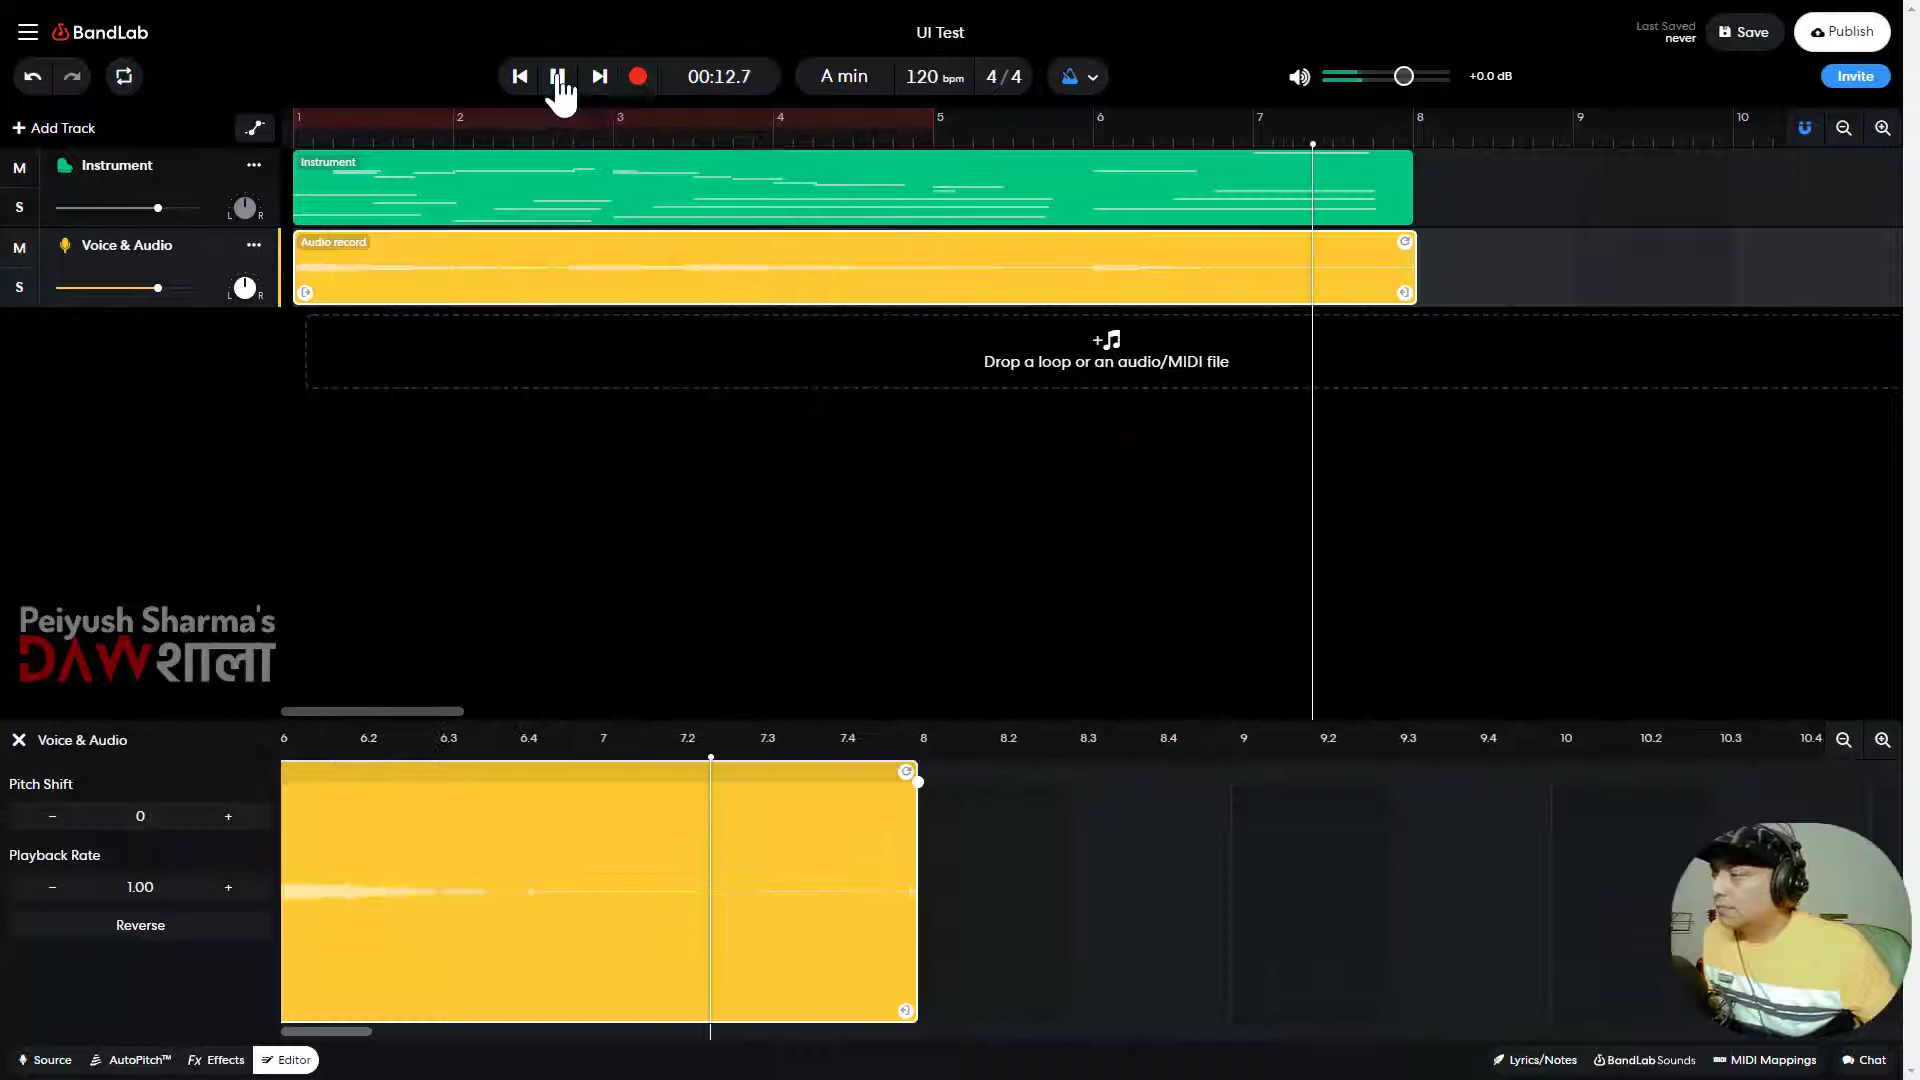 BandLab
UI Test
Last Saved
never
Save
Publish
00:12.7
A min
120 bpm
4/4
+0.0 dB
Invite
+ Add Track
1 2 3 4 5 6 7 8 9 10
M
Instrument
S
L R
Instrument
M
Voice & Audio
S
L R
Audio record
Drop a loop or an audio/MIDI file
Peiyush Sharma's
DAWशाला
Voice & Audio
6 6.2 6.3 6.4 7 7.2 7.3 7.4 8 8.2 8.3 8.4 9 9.2 9.3 9.4 10 10.2 10.3 10.4
Pitch Shift
− 0 +
Playback Rate
− 1.00 +
Reverse
Source
AutoPitch™
Fx Effects
Editor
Lyrics/Notes
BandLab Sounds
MIDI Mappings
Chat